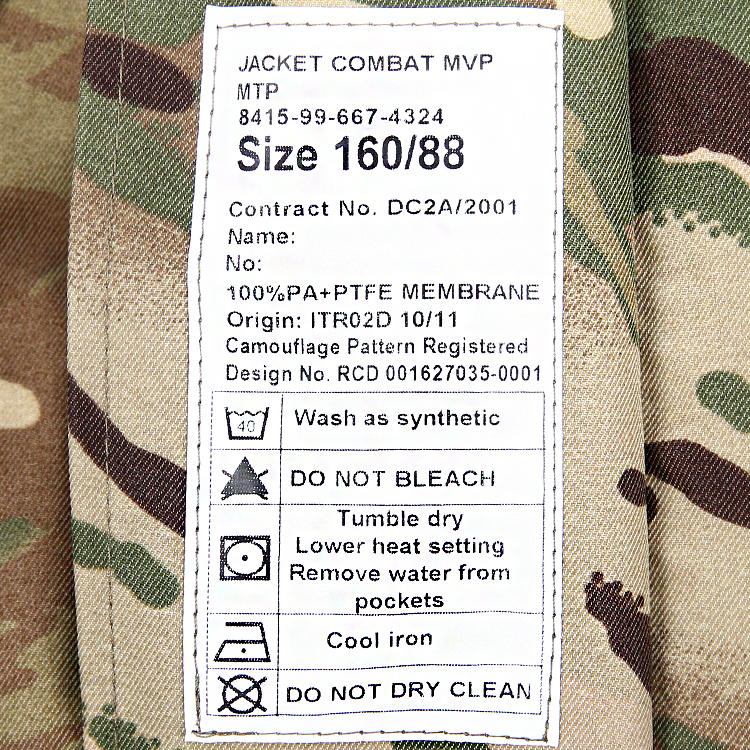 JACKET COMBAT MVP
MTP
8415-99-667-4324
Size 160/88
Contract No. DC2A/2001
Name:
No:
100%PA+PTFE MEMBRANE
Origin: ITR02D 10/11
Camouflage Pattern Registered
Design No. RCD 001627035-0001
40 Wash as synthetic
DO NOT BLEACH
Tumble dry
Lower heat setting
Remove water from
pockets
Cool iron
DO NOT DRY CLEAN